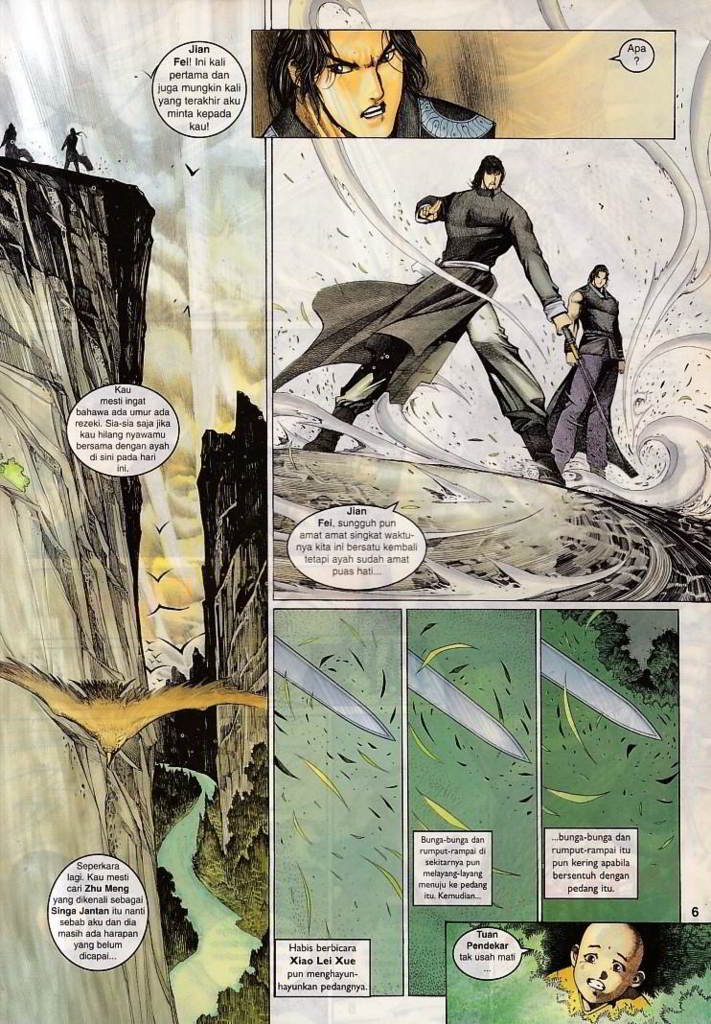 Jian
Fei! Ini kali
pertama dan
juga mungkin kali
yang terakhir aku
minta kepada
kau!
Apa
?
Kau
mesti ingat
bahawa ada umur ada
rezeki. Sia-sia saja jika
kau hilang nyawamu
bersama dengan ayah
di sini pada hari
ini.
Jian
Fei, sungguh pun
amat amat singkat waktu-
nya kita ini bersatu kembali
tetapi ayah sudah amat
puas hati...
Seperkara
lagi. Kau mesti
cari Zhu Meng
yang dikenali sebagai
Singa Jantan itu nanti
sebab aku dan dia
masih ada harapan
yang belum
dicapai...
Habis berbicara
Xiao Lei Xue
pun menghayun-
hayunkan pedangnya.
Bunga-bunga dan
rumput-rampai di
sekitarnya pun
melayang-layang
menuju ke pedang
itu. Kemudian...
...bunga-bunga dan
rumput-rampai itu
pun kering apabila
bersentuh dengan
pedang itu.
6
Tuan
Pendekar
tak usah mati
...